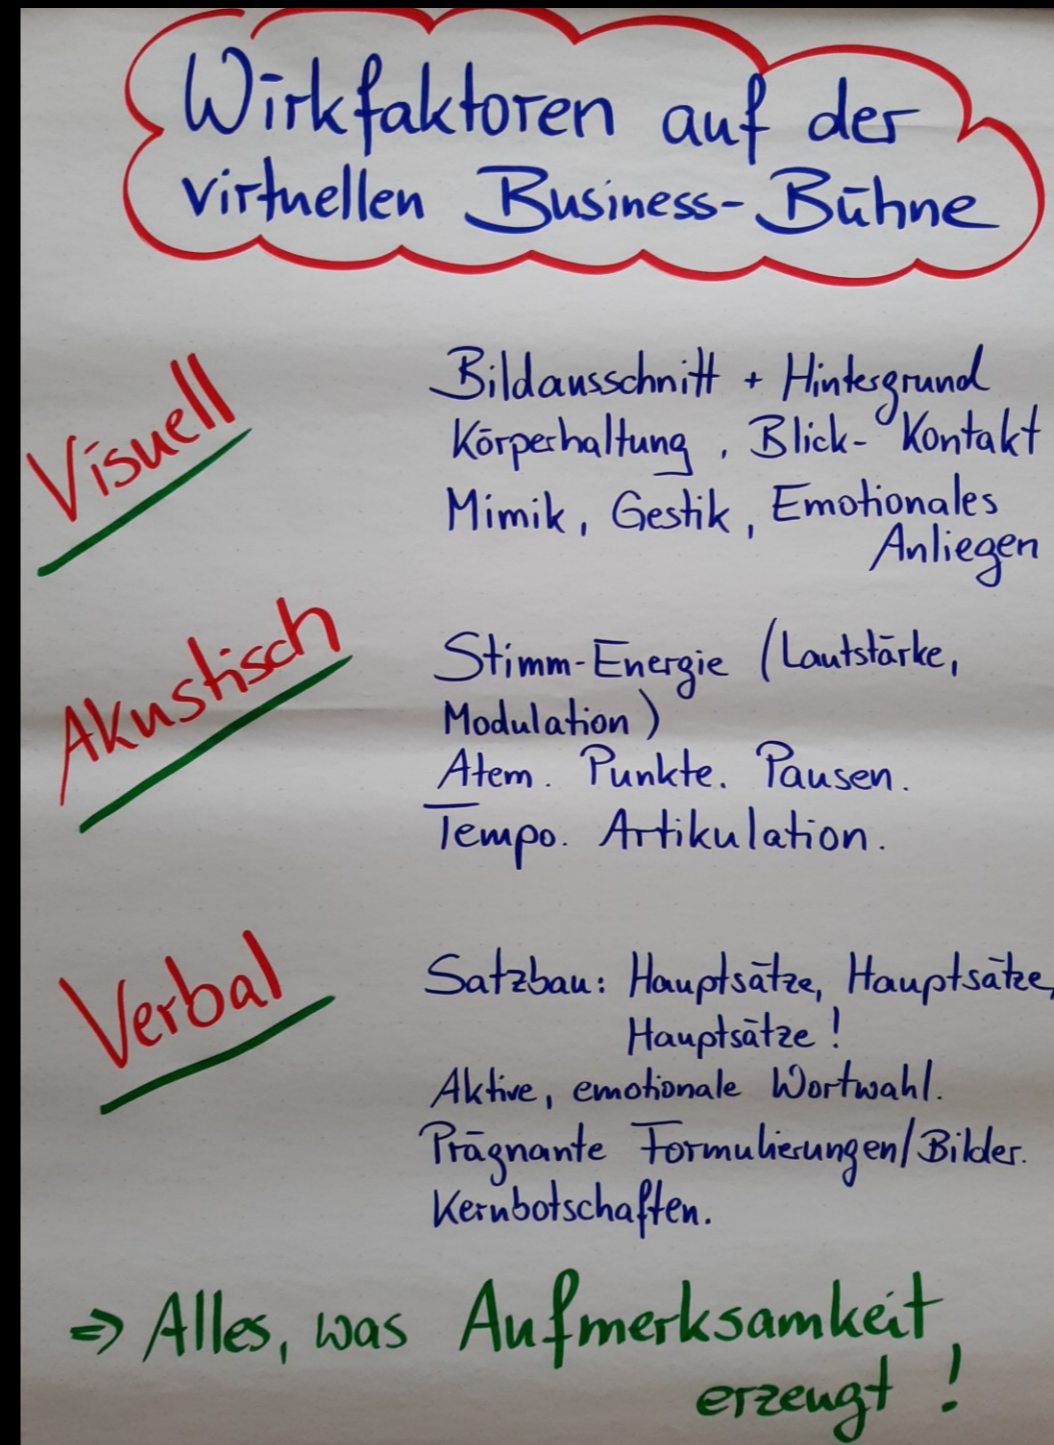 Wirkfaktoren auf der
virtuellen Business-Bühne
Visuell
Bildausschnitt + Hintergrund
Körperhaltung, Blick-Kontakt
Mimik, Gestik, Emotionales
Anliegen
Akustisch
Stimm-Energie (Lautstärke,
Modulation)
Atem. Punkte. Pausen.
Tempo. Artikulation.
Verbal
Satzbau: Hauptsätze, Hauptsätze,
Hauptsätze!
Aktive, emotionale Wortwahl.
Prägnante Formulierungen/Bilder.
Kernbotschaften.
⇒ Alles, was Aufmerksamkeit
erzeugt!